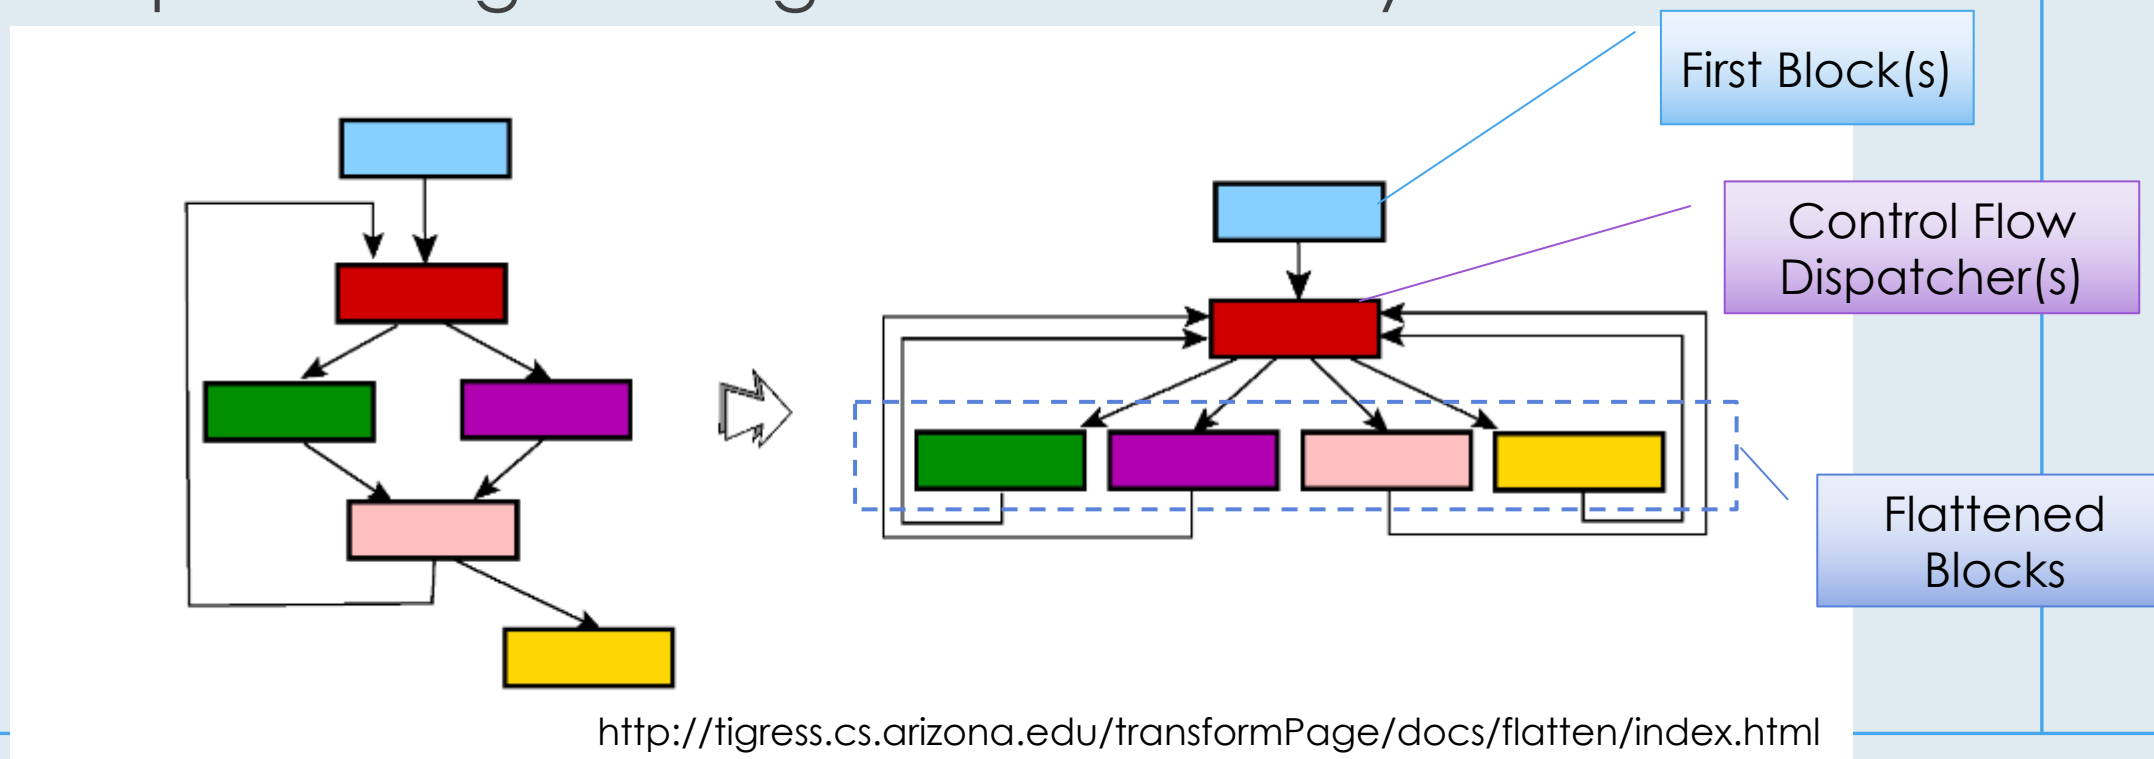 First Block(s)
Control Flow
Dispatcher(s)
Flattened
Blocks
http://tigress.cs.arizona.edu/transformPage/docs/flatten/index.html